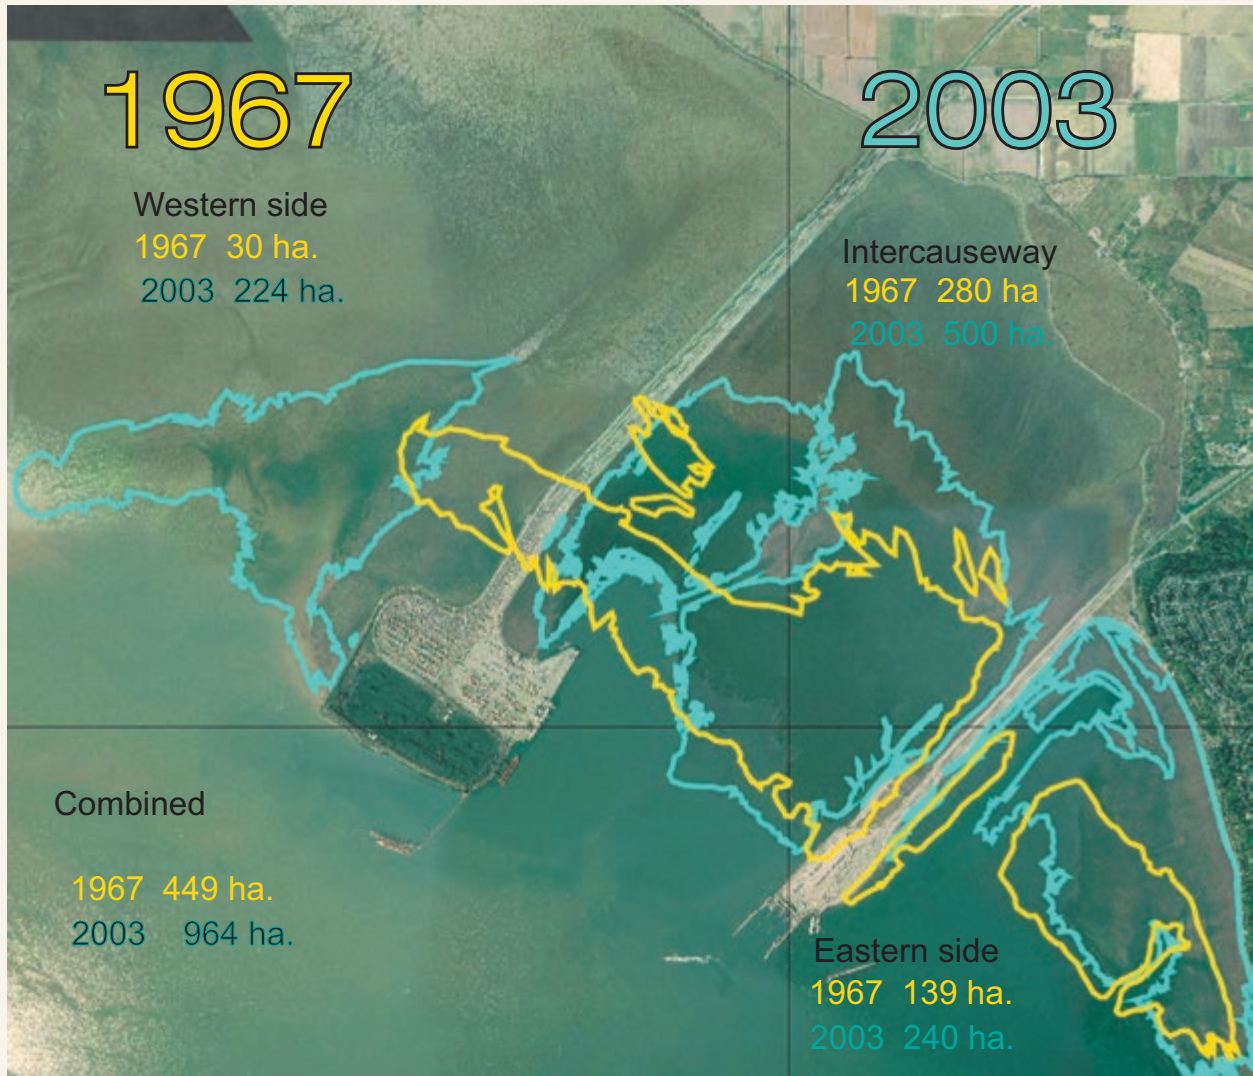 1967
2003
Western side
1967 30 ha.
2003 224 ha.
Intercauseway
1967 280 ha
2003 500 ha.
Combined
1967 449 ha.
2003 964 ha.
Eastern side
1967 139 ha.
2003 240 ha.